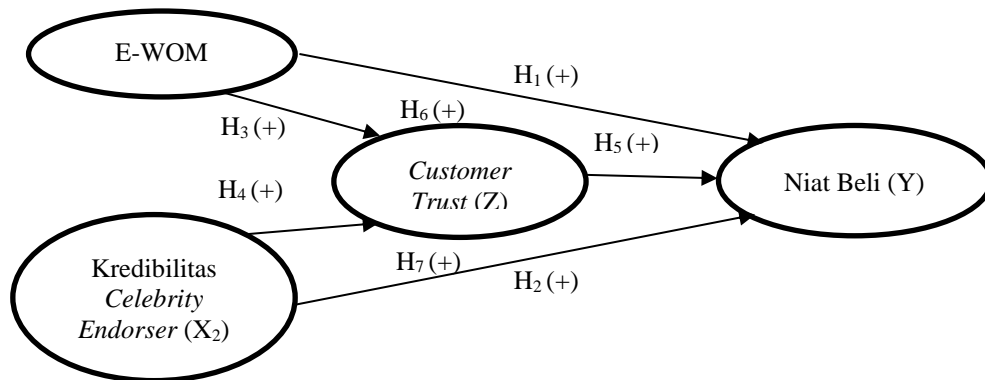 E-WOM
H₁ (+)
H₃ (+)
H₆ (+)
H₅ (+)
Customer
Trust (Z)
Niat Beli (Y)
H₄ (+)
Kredibilitas
Celebrity
Endorser (X₂)
H₇ (+)
H₂ (+)